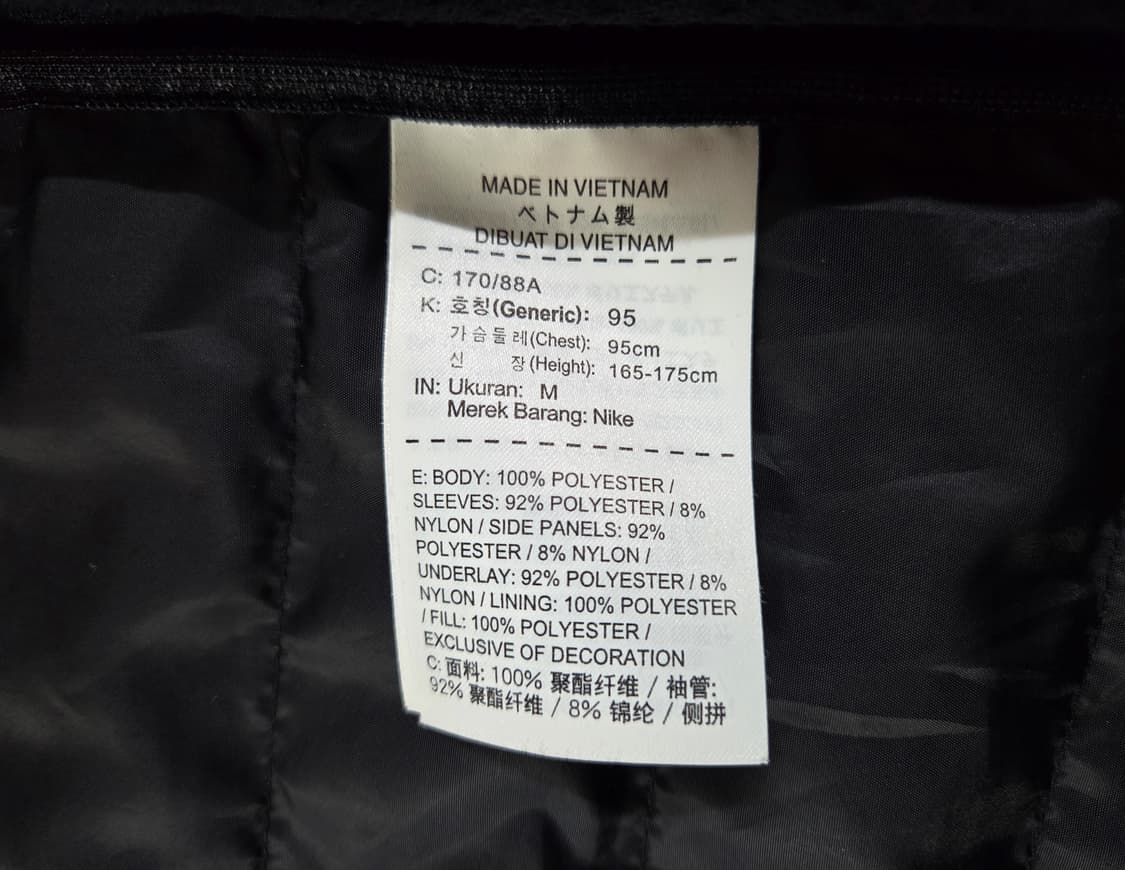 MADE IN VIETNAM
ベトナム製
DIBUAT DI VIETNAM
C: 170/88A
K: 호칭(Generic): 95
가슴둘레(Chest): 95cm
신 장(Height): 165-175cm
IN: Ukuran: M
Merek Barang: Nike
E: BODY: 100% POLYESTER /
SLEEVES: 92% POLYESTER / 8%
NYLON / SIDE PANELS: 92%
POLYESTER / 8% NYLON /
UNDERLAY: 92% POLYESTER / 8%
NYLON / LINING: 100% POLYESTER
/ FILL: 100% POLYESTER /
EXCLUSIVE OF DECORATION
C: 面料: 100% 聚酯纤维 / 袖管:
92% 聚酯纤维 / 8% 锦纶 / 侧拼